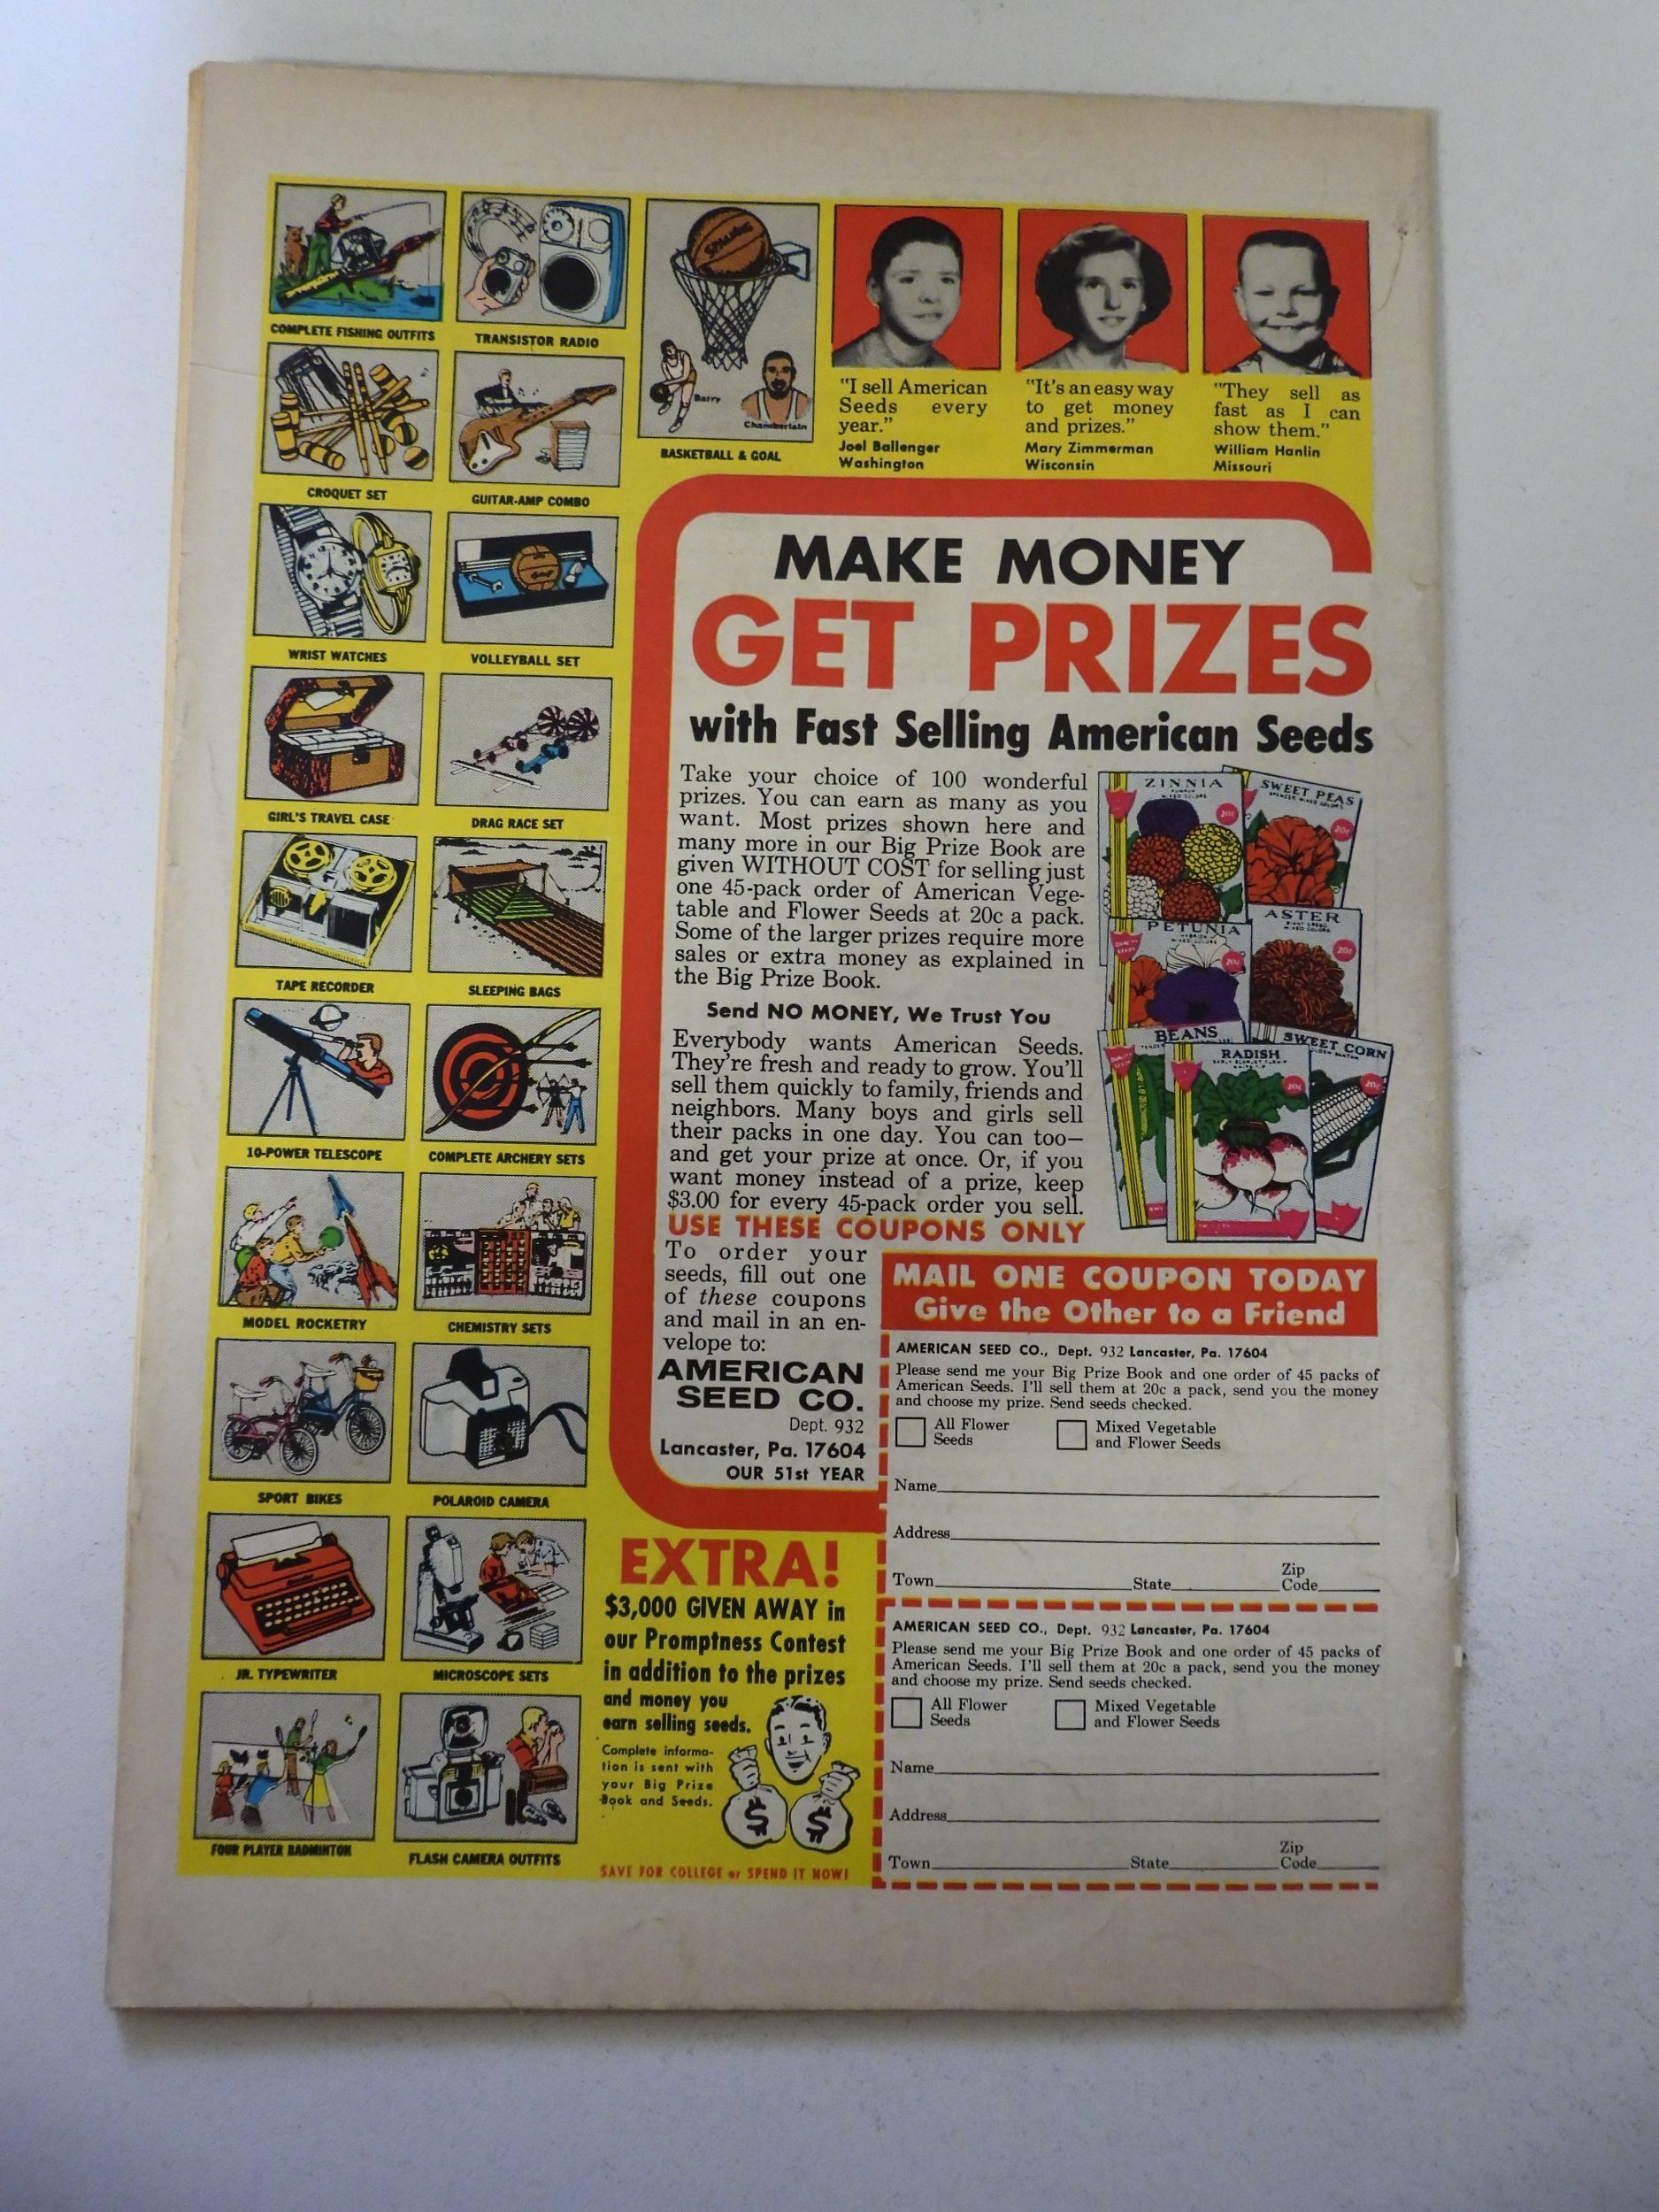 COMPLETE FISHING OUTFITS
TRANSISTOR RADIO
SPALDING
Barry
Chamberlain
BASKETBALL & GOAL
CROQUET SET
GUITAR-AMP COMBO
WRIST WATCHES
VOLLEYBALL SET
GIRL'S TRAVEL CASE
DRAG RACE SET
TAPE RECORDER
SLEEPING BAGS
10-POWER TELESCOPE
COMPLETE ARCHERY SETS
MODEL ROCKETRY
CHEMISTRY SETS
SPORT BIKES
POLAROID CAMERA
JR. TYPEWRITER
MICROSCOPE SETS
FOUR PLAYER BADMINTON
FLASH CAMERA OUTFITS
"I sell American
Seeds every
year."
Joel Ballenger
Washington
"It's an easy way
to get money
and prizes."
Mary Zimmerman
Wisconsin
"They sell as
fast as I can
show them."
William Hanlin
Missouri
MAKE MONEY
GET PRIZES
with Fast Selling American Seeds
Take your choice of 100 wonderful
prizes. You can earn as many as you
want. Most prizes shown here and
many more in our Big Prize Book are
given WITHOUT COST for selling just
one 45-pack order of American Vege-
table and Flower Seeds at 20c a pack.
Some of the larger prizes require more
sales or extra money as explained in
the Big Prize Book.
Send NO MONEY, We Trust You
Everybody wants American Seeds.
They're fresh and ready to grow. You'll
sell them quickly to family, friends and
neighbors. Many boys and girls sell
their packs in one day. You can too—
and get your prize at once. Or, if you
want money instead of a prize, keep
$3.00 for every 45-pack order you sell.
USE THESE COUPONS ONLY
To order your
seeds, fill out one
of these coupons
and mail in an en-
velope to:
AMERICAN
SEED CO.
Dept. 932
Lancaster, Pa. 17604
OUR 51st YEAR
ZINNIA
MIXED COLORS
20¢
SWEET PEAS
SPENCER MIXED COLORS
20¢
PETUNIA
MIXED COLORS
20¢
ASTER
MIXED COLORS
20¢
BEANS
RADISH
20¢
SWEET CORN
20¢
MAIL ONE COUPON TODAY
Give the Other to a Friend
AMERICAN SEED CO., Dept. 932 Lancaster, Pa. 17604
Please send me your Big Prize Book and one order of 45 packs of
American Seeds. I'll sell them at 20c a pack, send you the money
and choose my prize. Send seeds checked.
All Flower
Seeds
Mixed Vegetable
and Flower Seeds
Name
Address
Town State Zip Code
AMERICAN SEED CO., Dept. 932 Lancaster, Pa. 17604
Please send me your Big Prize Book and one order of 45 packs of
American Seeds. I'll sell them at 20c a pack, send you the money
and choose my prize. Send seeds checked.
All Flower
Seeds
Mixed Vegetable
and Flower Seeds
Name
Address
Town State Zip Code
EXTRA!
$3,000 GIVEN AWAY in
our Promptness Contest
in addition to the prizes
and money you
earn selling seeds.
Complete informa-
tion is sent with
your Big Prize
Book and Seeds.
$ $
SAVE FOR COLLEGE or SPEND IT NOW!